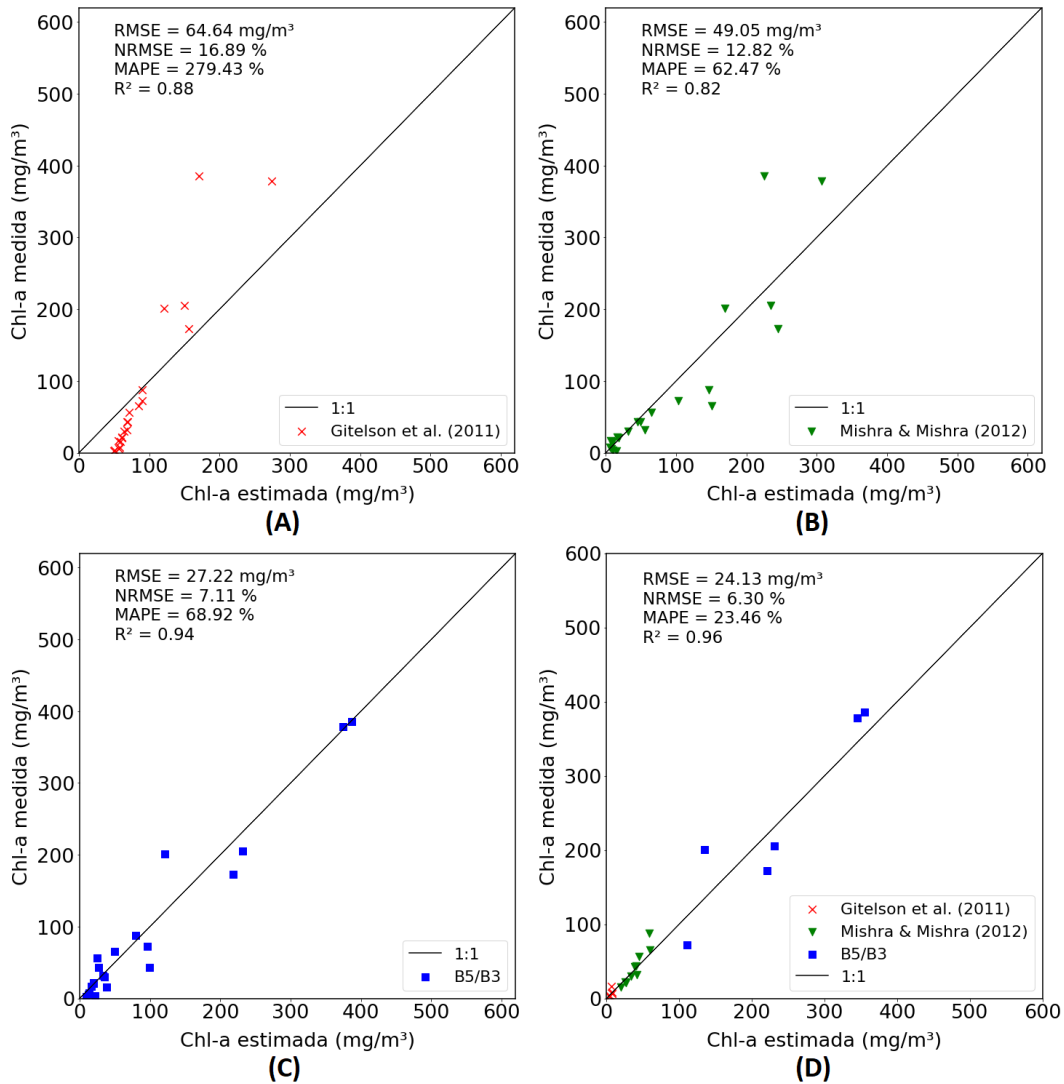 RMSE = 64.64 mg/m³
NRMSE = 16.89 %
MAPE = 279.43 %
R² = 0.88
600
500
400
300
200
100
0
Chl-a medida (mg/m³)
1:1
Gitelson et al. (2011)
0 100 200 300 400 500 600
Chl-a estimada (mg/m³)
(A)
RMSE = 49.05 mg/m³
NRMSE = 12.82 %
MAPE = 62.47 %
R² = 0.82
600
500
400
300
200
100
0
Chl-a medida (mg/m³)
1:1
Mishra & Mishra (2012)
0 100 200 300 400 500 600
Chl-a estimada (mg/m³)
(B)
RMSE = 27.22 mg/m³
NRMSE = 7.11 %
MAPE = 68.92 %
R² = 0.94
600
500
400
300
200
100
0
Chl-a medida (mg/m³)
1:1
B5/B3
0 100 200 300 400 500 600
Chl-a estimada (mg/m³)
(C)
RMSE = 24.13 mg/m³
NRMSE = 6.30 %
MAPE = 23.46 %
R² = 0.96
600
500
400
300
200
100
0
Chl-a medida (mg/m³)
Gitelson et al. (2011)
Mishra & Mishra (2012)
B5/B3
1:1
0 100 200 300 400 500 600
Chl-a estimada (mg/m³)
(D)